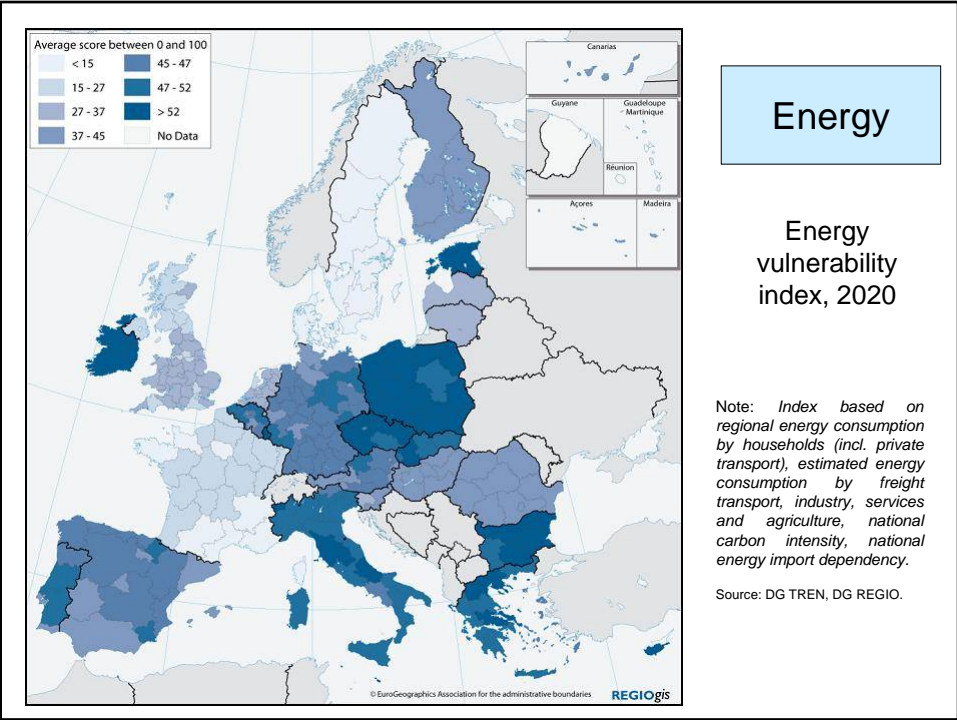 Average score between 0 and 100
< 15
45 - 47
15 - 27
47 - 52
27 - 37
> 52
37 - 45
No Data
Canarias
Guyane
Guadeloupe
Martinique
Réunion
Açores
Madeira
© EuroGeographics Association for the administrative boundaries
REGIOgis
Energy
Energy
vulnerability
index, 2020
Note: Index based on
regional energy consumption
by households (incl. private
transport), estimated energy
consumption by freight
transport, industry, services
and agriculture, national
carbon intensity, national
energy import dependency.
Source: DG TREN, DG REGIO.